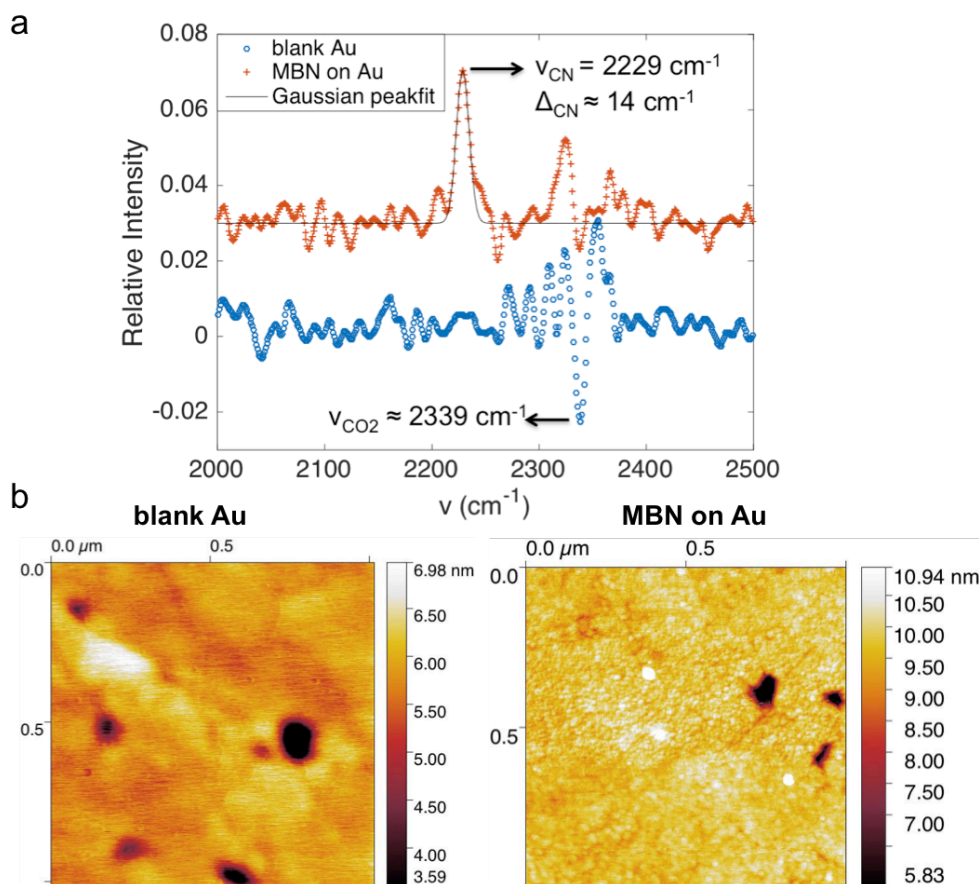 a
0.08
0.06
0.04
0.02
0
-0.02
Relative Intensity
blank Au
MBN on Au
Gaussian peakfit
νCN = 2229 cm⁻¹
ΔCN ≈ 14 cm⁻¹
νCO2 ≈ 2339 cm⁻¹
2000 2100 2200 2300 2400 2500
ν (cm⁻¹)
b
blank Au
0.0 μm 0.5
0.0
0.5
6.98 nm
6.50
6.00
5.50
5.00
4.50
4.00
3.59
MBN on Au
0.0 μm 0.5
0.0
0.5
10.94 nm
10.50
10.00
9.50
9.00
8.50
8.00
7.50
7.00
5.83